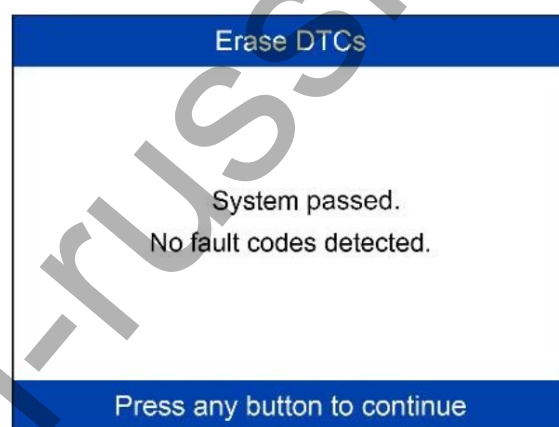 Erase DTCs
System passed.
No fault codes detected.
Press any button to continue